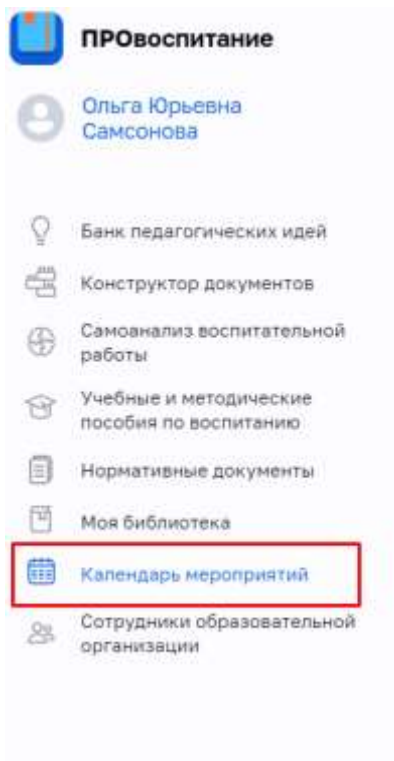 ПРОвоспитание
Ольга Юрьевна
Самсонова
Банк педагогических идей
Конструктор документов
Самоанализ воспитательной
работы
Учебные и методические
пособия по воспитанию
Нормативные документы
Моя библиотека
Календарь мероприятий
Сотрудники образовательной
организации